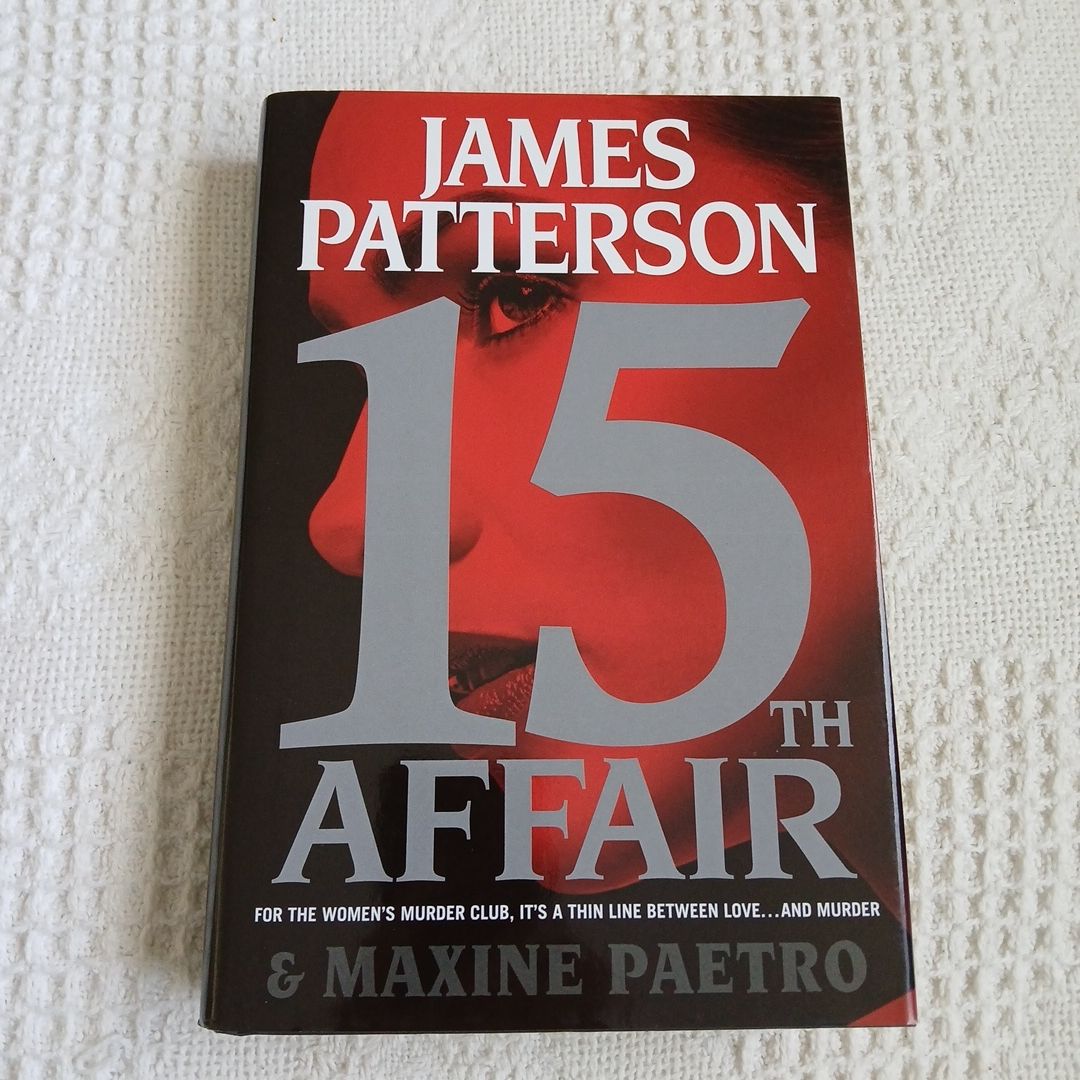 JAMES
PATTERSON
15TH
AFFAIR
FOR THE WOMEN'S MURDER CLUB, IT'S A THIN LINE BETWEEN LOVE...AND MURDER
& MAXINE PAETRO